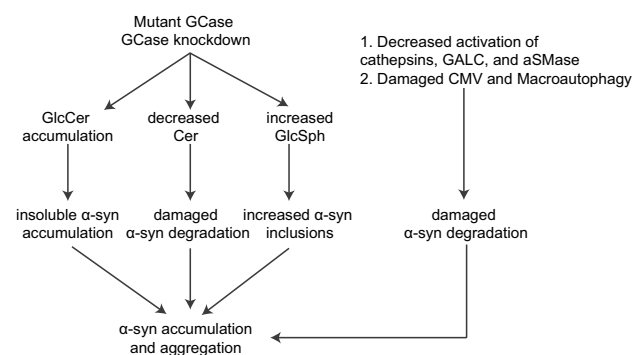 Mutant GCase
GCase knockdown
1. Decreased activation of
cathepsins, GALC, and aSMase
2. Damaged CMV and Macroautophagy
GlcCer
accumulation
decreased
Cer
increased
GlcSph
insoluble α-syn
accumulation
damaged
α-syn degradation
increased α-syn
inclusions
damaged
α-syn degradation
α-syn accumulation
and aggregation